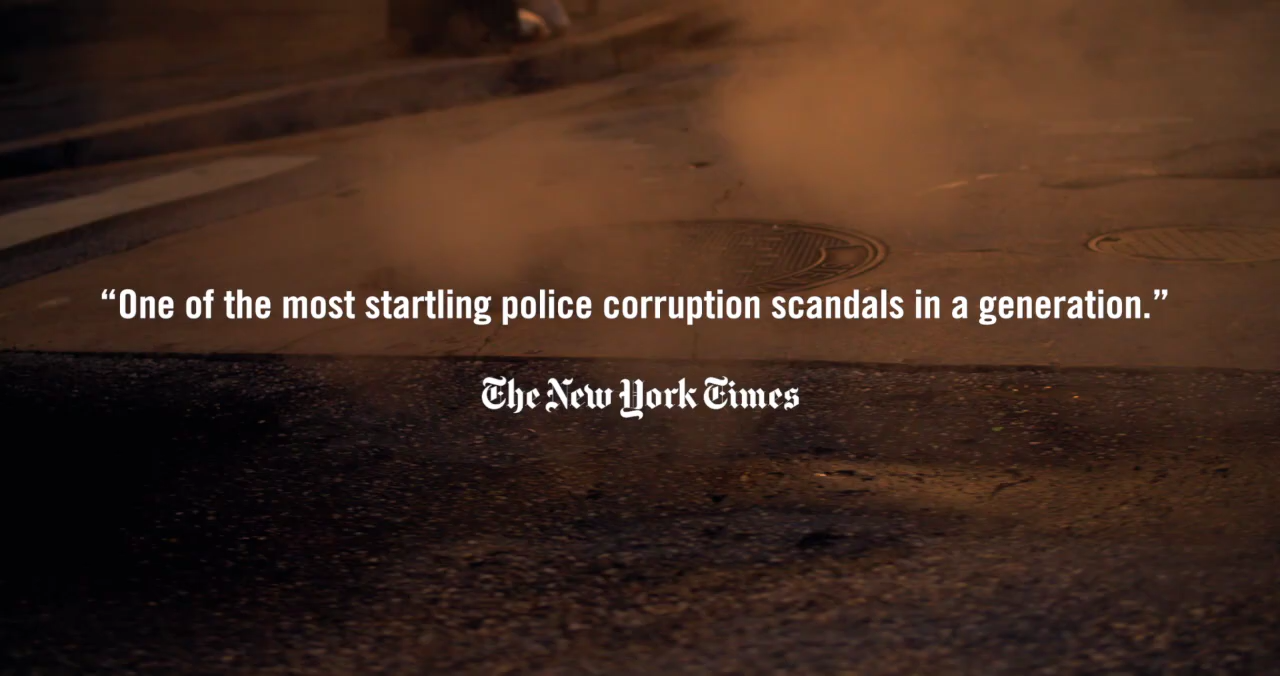 “One of the most startling police corruption scandals in a generation.”
The New York Times